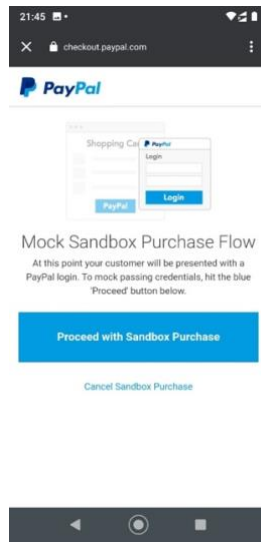 21:45
checkout.paypal.com
PayPal
Shopping Car
PayPal
Login
PayPal
Login
Mock Sandbox Purchase Flow
At this point your customer will be presented with a
PayPal login. To mock passing credentials, hit the blue
'Proceed' button below.
Proceed with Sandbox Purchase
Cancel Sandbox Purchase